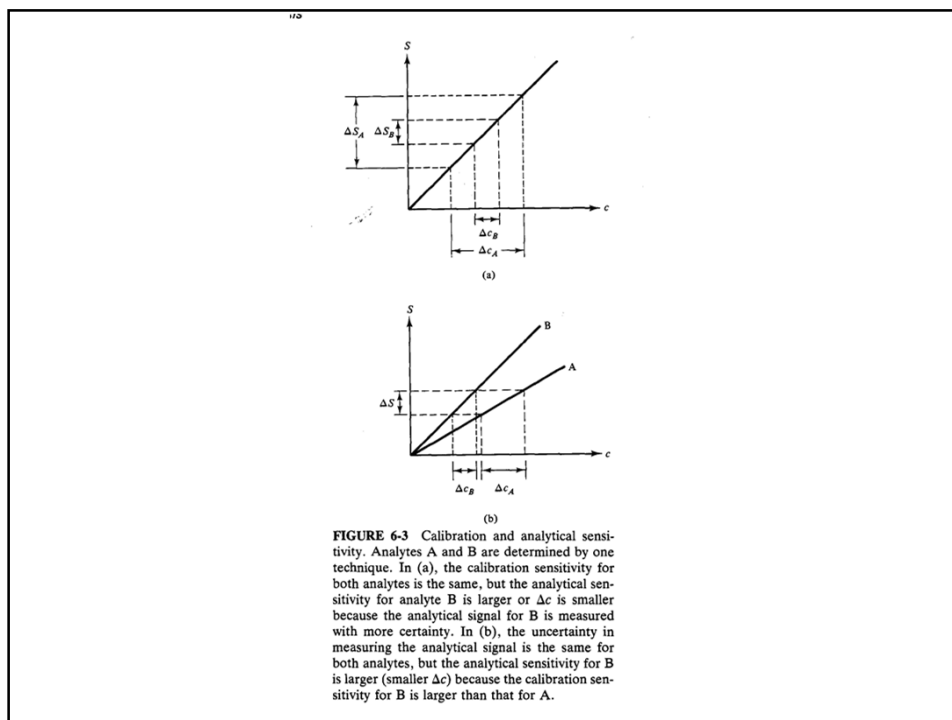 S
ΔS_A
ΔS_B
c
Δc_B
Δc_A
(a)
S
B
A
ΔS
c
Δc_B
Δc_A
(b)
FIGURE 6-3 Calibration and analytical sensi-
tivity. Analytes A and B are determined by one
technique. In (a), the calibration sensitivity for
both analytes is the same, but the analytical sen-
sitivity for analyte B is larger or Δc is smaller
because the analytical signal for B is measured
with more certainty. In (b), the uncertainty in
measuring the analytical signal is the same for
both analytes, but the analytical sensitivity for B
is larger (smaller Δc) because the calibration sen-
sitivity for B is larger than that for A.